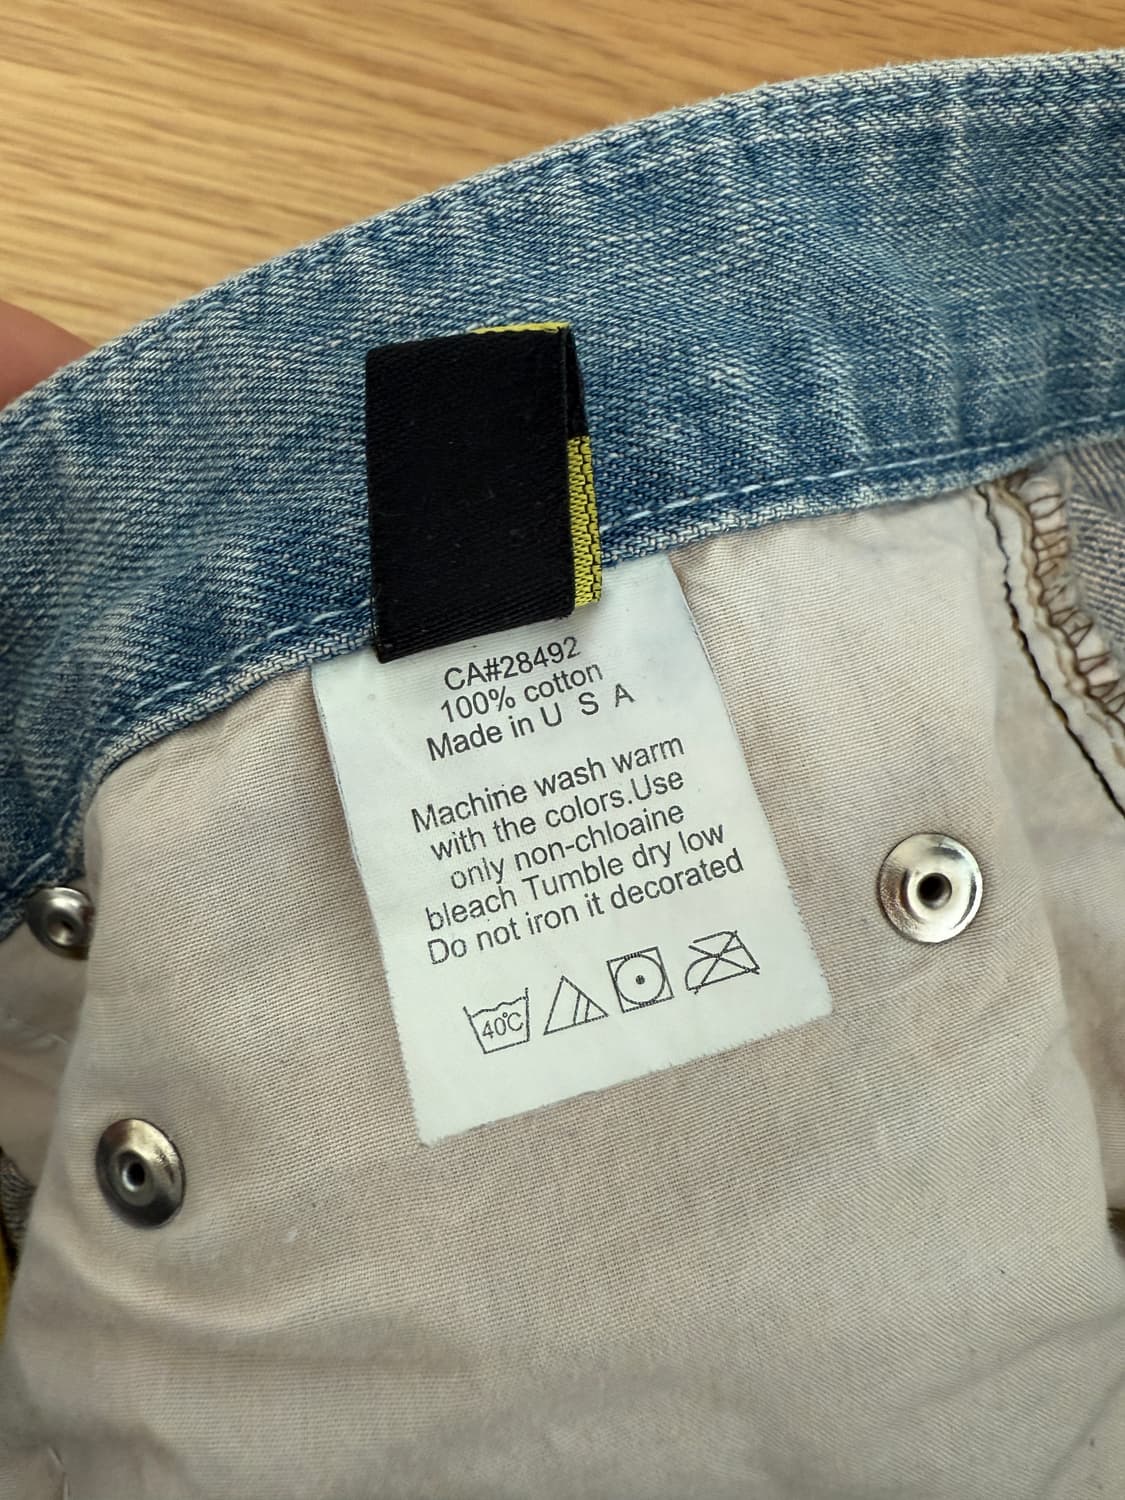 CA#28492
100% cotton
Made in U S A
Machine wash warm
with the colors.Use
only non-chloaine
bleach Tumble dry low
Do not iron it decorated
40℃